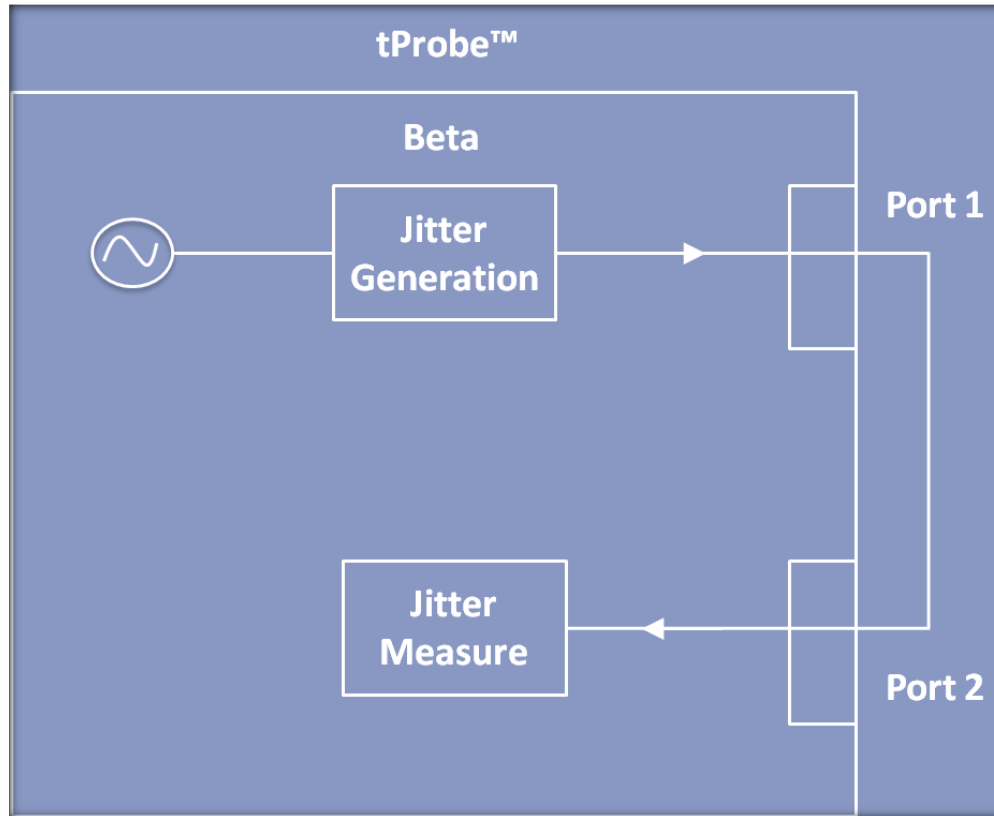 tProbe™
Beta
Jitter
Generation
Port 1
Jitter
Measure
Port 2